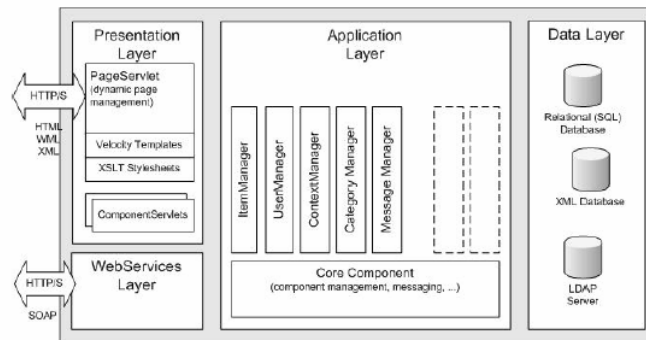 Presentation
Layer
PageServlet
(dynamic page
management)
Velocity Templates
XSLT Stylesheets
ComponentServlets
HTTP/S
HTML
WML
XML
WebServices
Layer
HTTP/S
SOAP
Application
Layer
ItemManager
UserManager
ContextManager
Category Manager
Message Manager
Core Component
(component management, messaging, ...)
Data Layer
Relational (SQL)
Database
XML Database
LDAP
Server